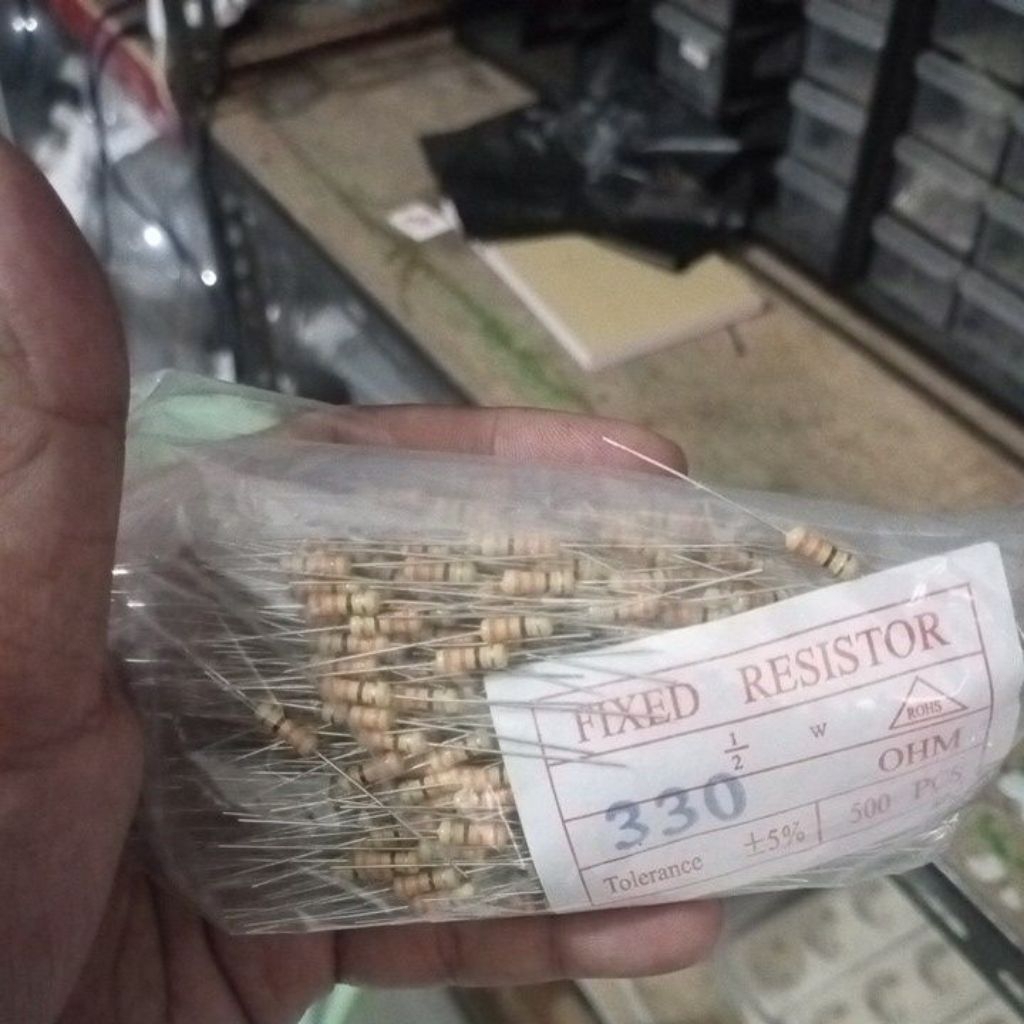 FIXED RESISTOR
1/2 W ROHS
330 OHM
Tolerance ±5% 500 PCS